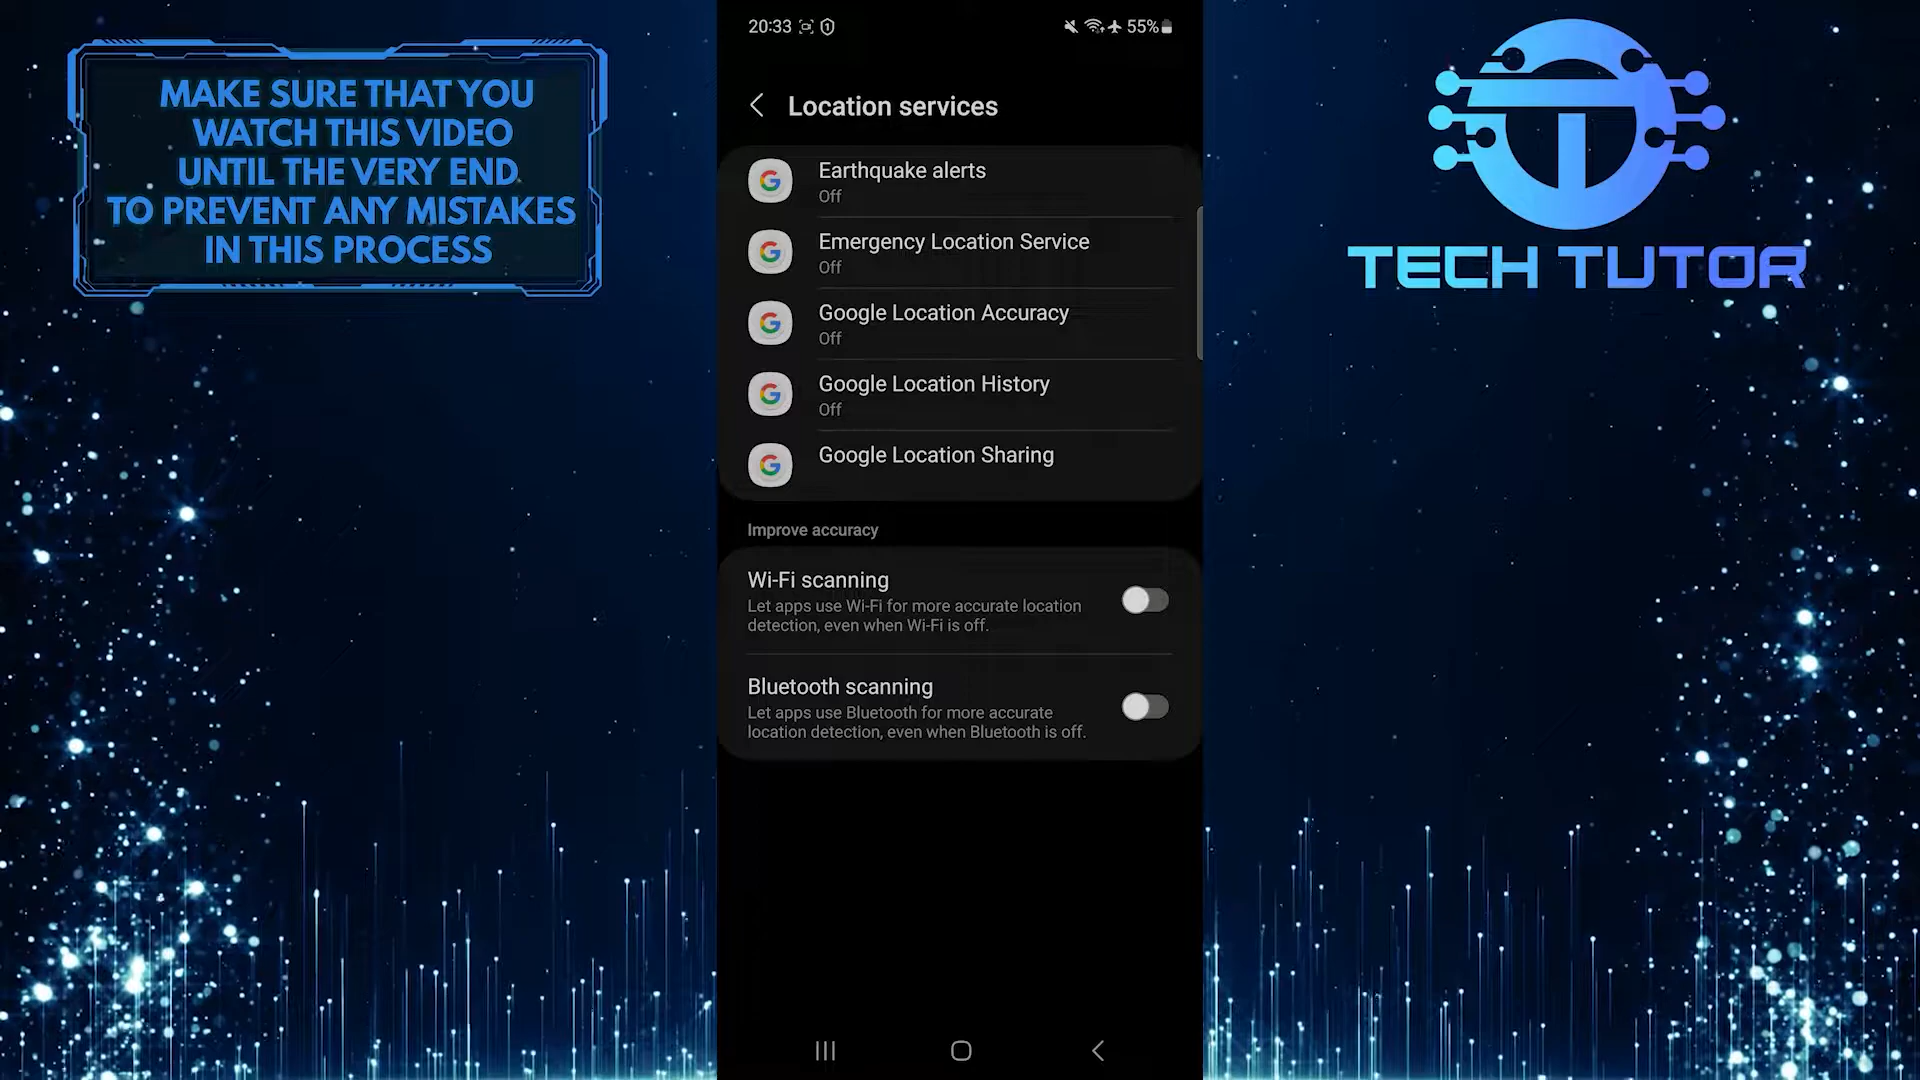 MAKE SURE THAT YOU
WATCH THIS VIDEO
UNTIL THE VERY END
TO PREVENT ANY MISTAKES
IN THIS PROCESS
20:33
55%
Location services
Earthquake alerts
Off
Emergency Location Service
Off
Google Location Accuracy
Off
Google Location History
Off
Google Location Sharing
Improve accuracy
Wi-Fi scanning
Let apps use Wi-Fi for more accurate location
detection, even when Wi-Fi is off.
Bluetooth scanning
Let apps use Bluetooth for more accurate
location detection, even when Bluetooth is off.
TECH TUTOR